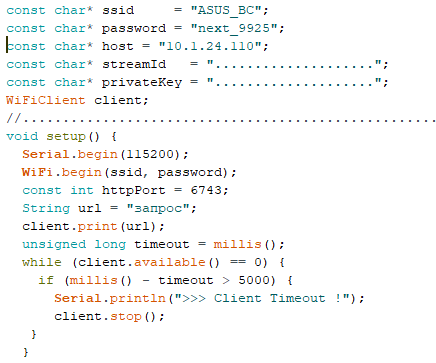 const char* ssid     = "ASUS_BC";
const char* password = "next_9925";
const char* host = "10.1.24.110";
const char* streamId   = "....................";
const char* privateKey = "....................";
WiFiClient client;
//....................................................
void setup() {
  Serial.begin(115200);
  WiFi.begin(ssid, password);
  const int httpPort = 6743;
  String url = "запрос";
  client.print(url);
  unsigned long timeout = millis();
  while (client.available() == 0) {
    if (millis() - timeout > 5000) {
      Serial.println(">>> Client Timeout !");
      client.stop();
   }
  }